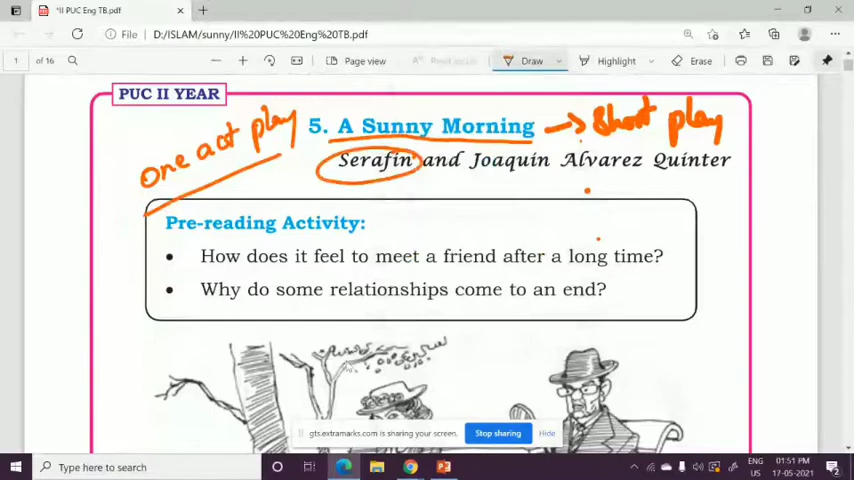 *II PUC Eng TB.pdf
File
D:/ISLAM/sunny/II%20PUC%20Eng%20TB.pdf
1 of 16
Page view
Read aloud
Draw
Highlight
Erase
PUC II YEAR
One act play
5. A Sunny Morning → Short play
Serafin and Joaquin Alvarez Quinter
Pre-reading Activity:
• How does it feel to meet a friend after a long time?
• Why do some relationships come to an end?
gts.extramarks.com is sharing your screen.
Stop sharing
Hide
Type here to search
ENG
US
01:51 PM
17-05-2021
2